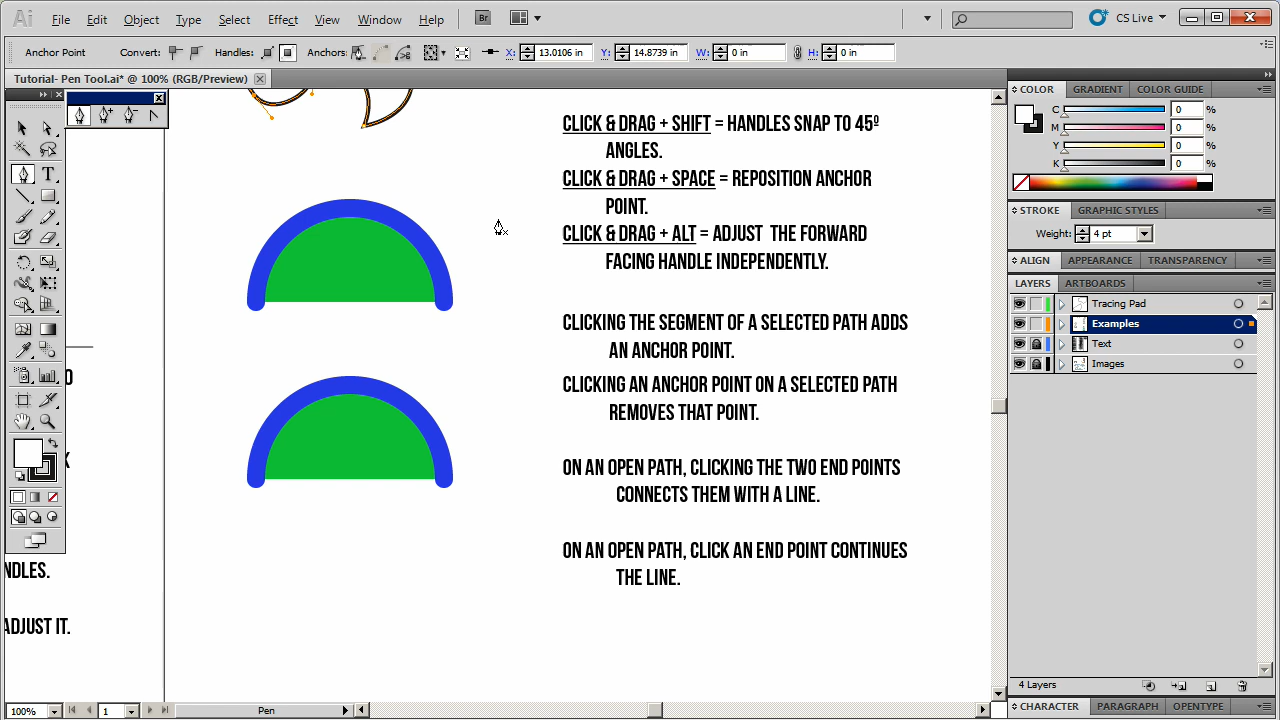 Ai File Edit Object Type Select Effect View Window Help Br CS Live
Anchor Point Convert: Handles: Anchors: X: 13.0106 in Y: 14.8739 in W: 0 in H: 0 in
Tutorial- Pen Tool.ai* @ 100% (RGB/Preview)
CLICK & DRAG + SHIFT = HANDLES SNAP TO 45º
ANGLES.
CLICK & DRAG + SPACE = REPOSITION ANCHOR
POINT.
CLICK & DRAG + ALT = ADJUST THE FORWARD
FACING HANDLE INDEPENDENTLY.
CLICKING THE SEGMENT OF A SELECTED PATH ADDS
AN ANCHOR POINT.
CLICKING AN ANCHOR POINT ON A SELECTED PATH
REMOVES THAT POINT.
ON AN OPEN PATH, CLICKING THE TWO END POINTS
CONNECTS THEM WITH A LINE.
ON AN OPEN PATH, CLICK AN END POINT CONTINUES
THE LINE.
O
K
NDLES.
ADJUST IT.
COLOR GRADIENT COLOR GUIDE
C 0 %
M 0 %
Y 0 %
K 0 %
STROKE GRAPHIC STYLES
Weight: 4 pt
ALIGN APPEARANCE TRANSPARENCY
LAYERS ARTBOARDS
Tracing Pad
Examples
Text
Images
4 Layers
CHARACTER PARAGRAPH OPENTYPE
100% 1 Pen